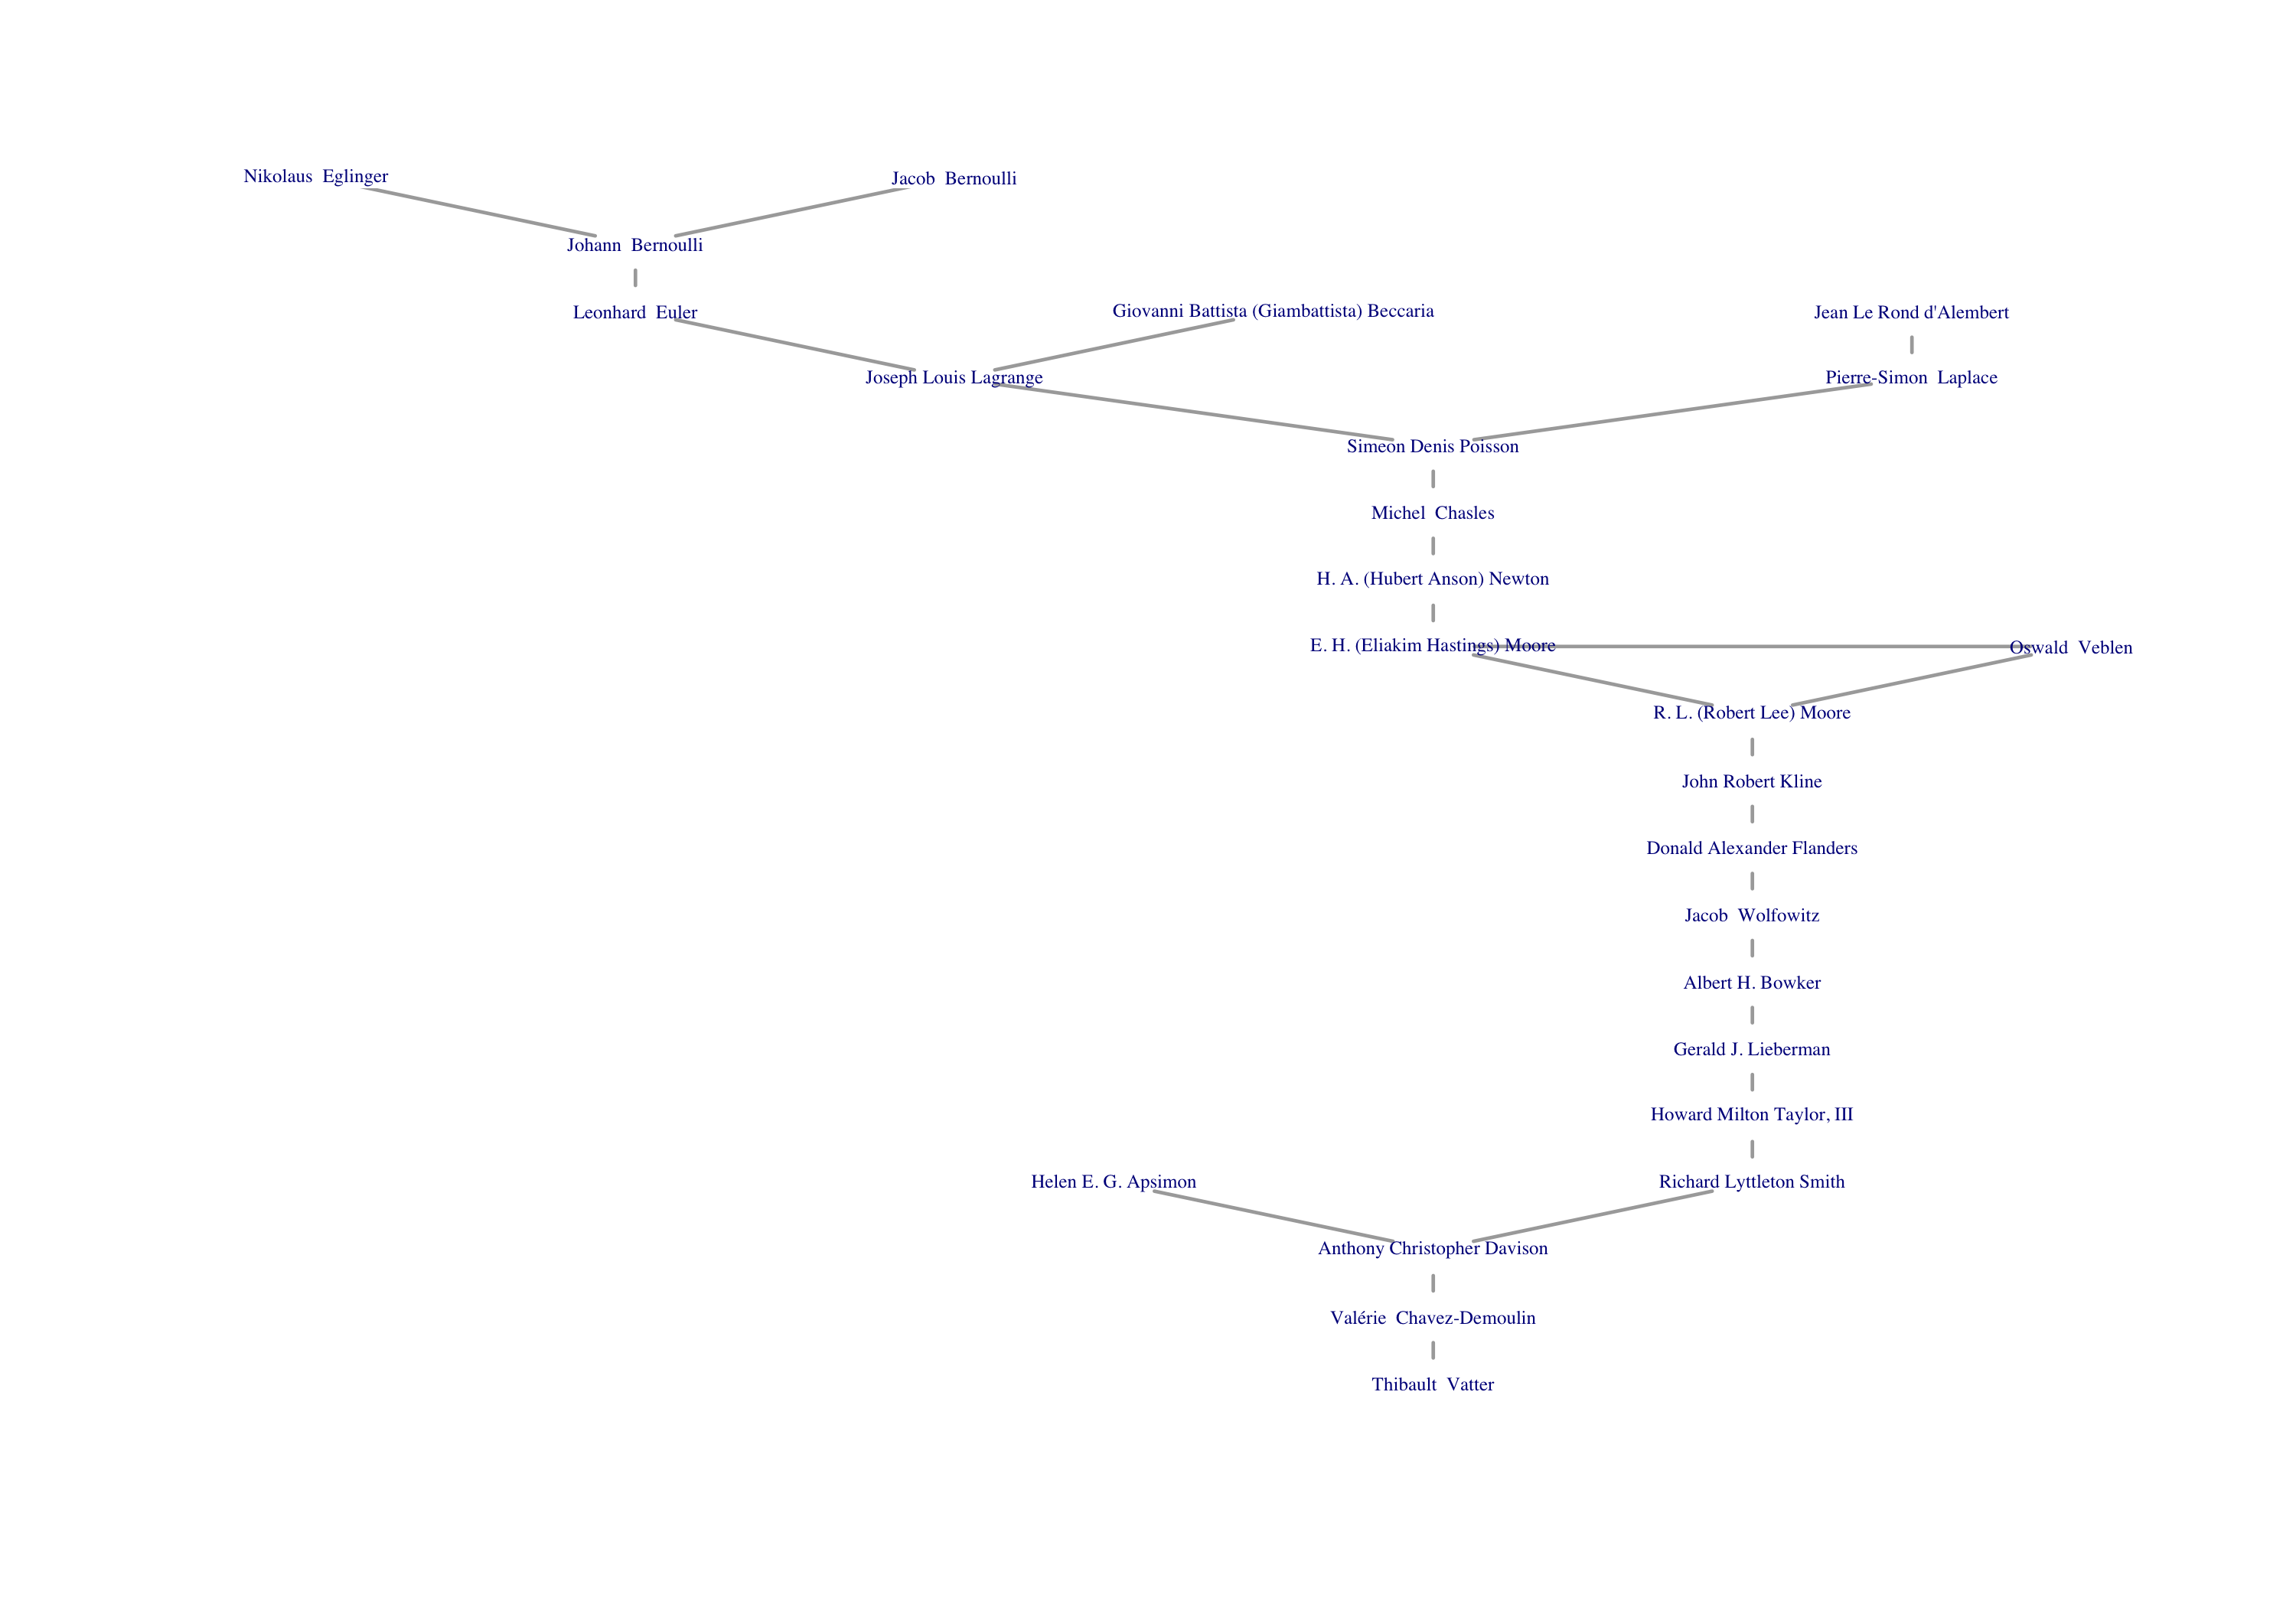 Nikolaus  Eglinger
Jacob  Bernoulli
Johann  Bernoulli
Leonhard  Euler
Giovanni Battista (Giambattista) Beccaria
Jean Le Rond d'Alembert
Joseph Louis Lagrange
Pierre-Simon  Laplace
Simeon Denis Poisson
Michel  Chasles
H. A. (Hubert Anson) Newton
E. H. (Eliakim Hastings) Moore
Oswald  Veblen
R. L. (Robert Lee) Moore
John Robert Kline
Donald Alexander Flanders
Jacob  Wolfowitz
Albert H. Bowker
Gerald J. Lieberman
Howard Milton Taylor, III
Helen E. G. Apsimon
Richard Lyttleton Smith
Anthony Christopher Davison
Valérie  Chavez-Demoulin
Thibault  Vatter